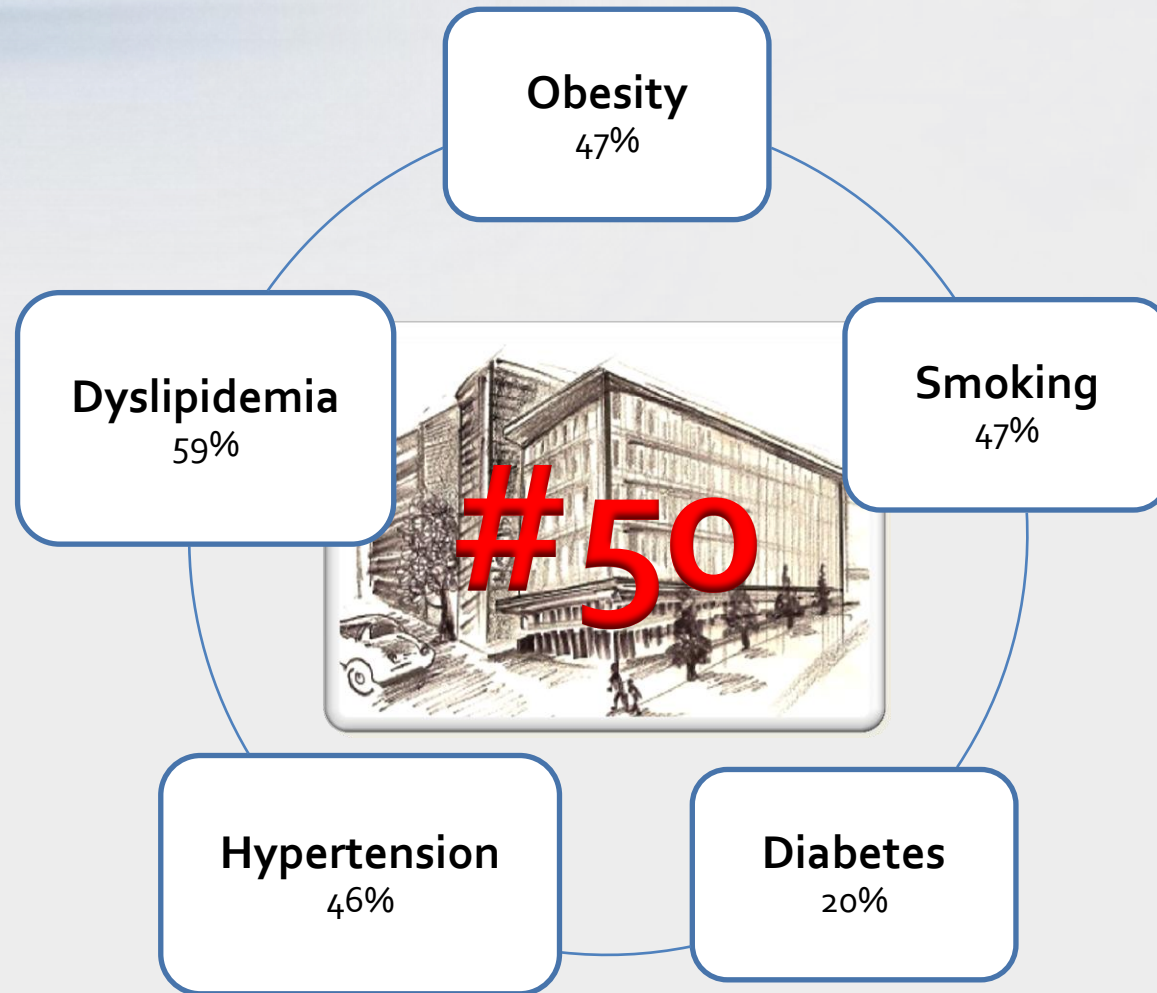 Obesity
47%
Smoking
47%
Diabetes
20%
Hypertension
46%
Dyslipidemia
59%
#50